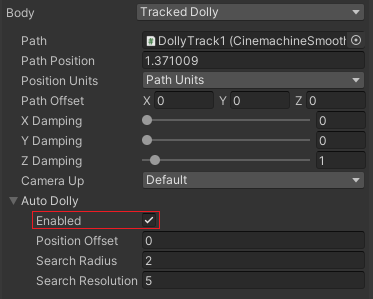 Body Tracked Dolly
Path DollyTrack1 (CinemachineSmooth
Path Position 1.371009
Position Units Path Units
Path Offset X 0 Y 0 Z 0
X Damping 0
Y Damping 0
Z Damping 1
Camera Up Default
Auto Dolly
Enabled
Position Offset 0
Search Radius 2
Search Resolution 5